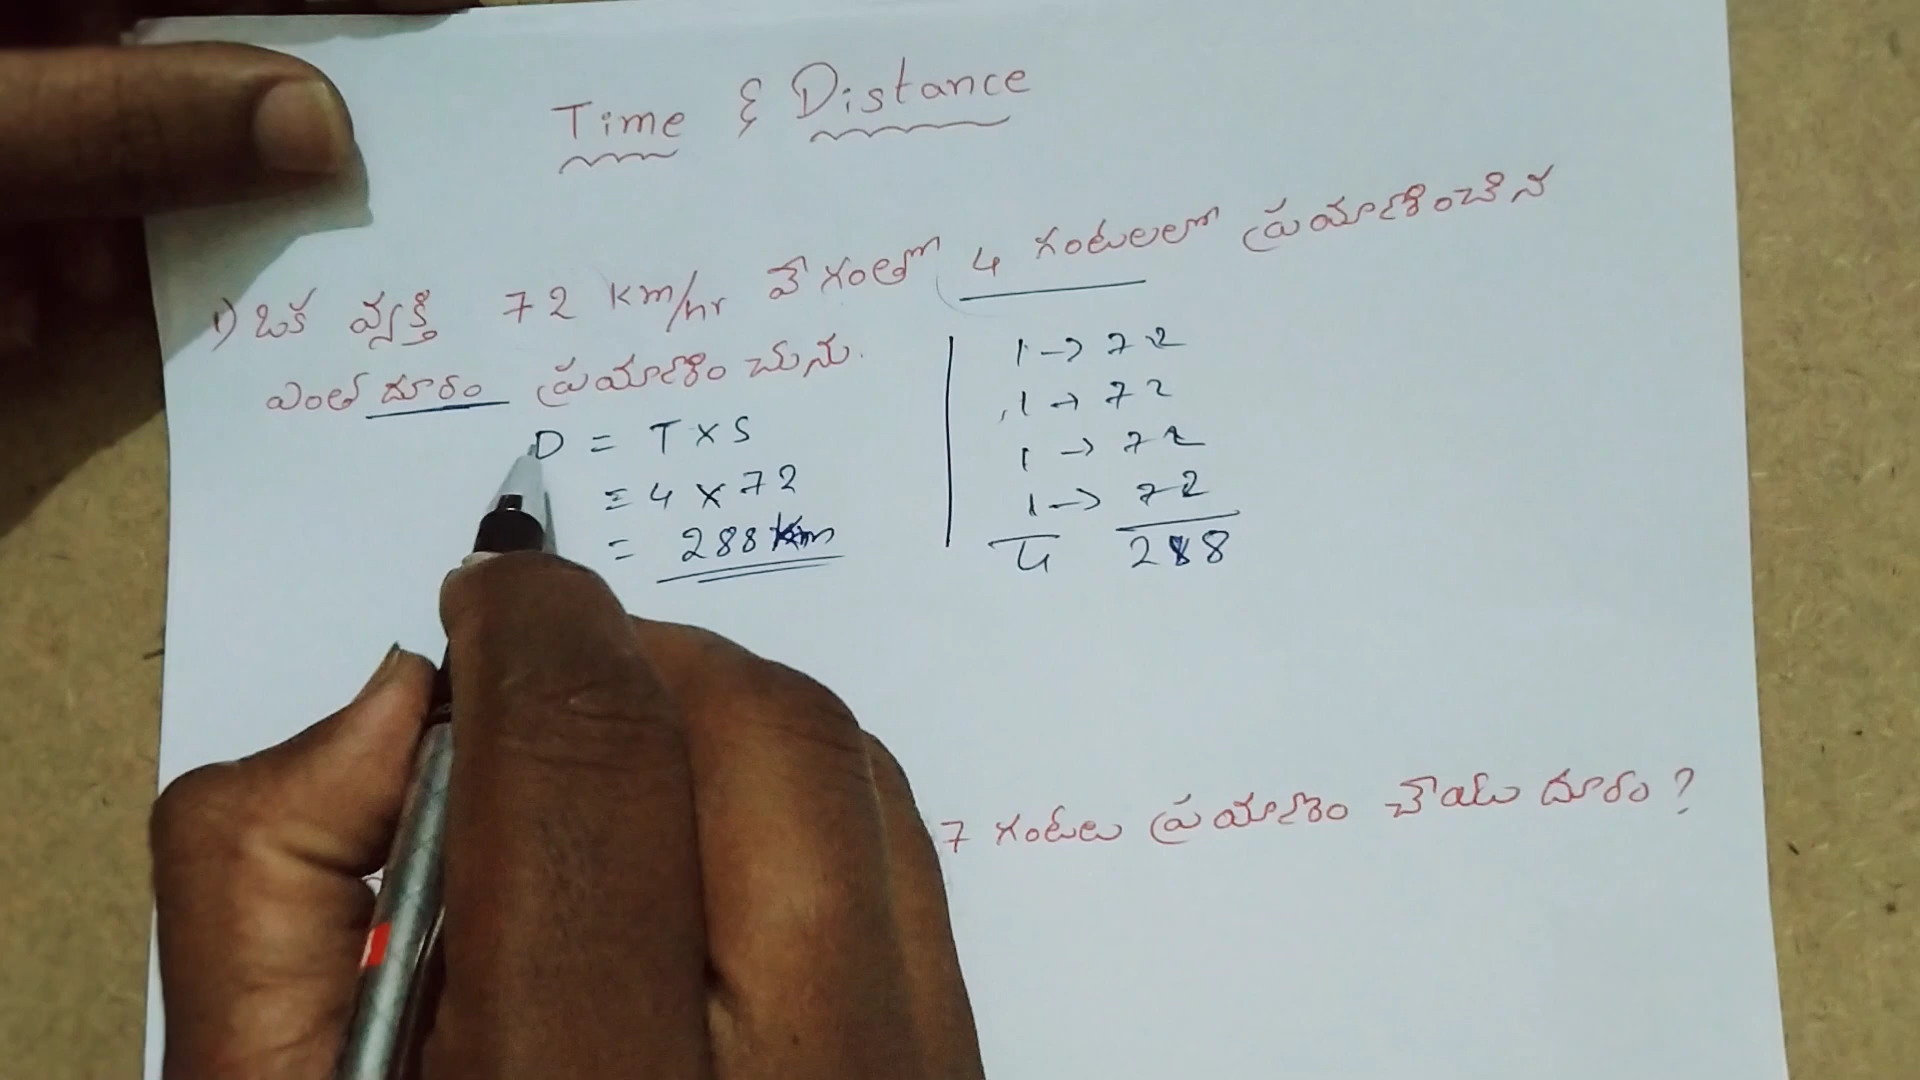 Time & Distance
1) ఒక వ్యక్తి 72 Km/hr వేగంతో 4 గంటలలో ప్రయాణించిన
ఎంత దూరం ప్రయాణించును.
D = T × S
= 4 × 72
= 288 Km
1 → 72
1 → 72
1 → 72
1 → 72
4 288
7 గంటలు ప్రయాణం చేయు దూరం ?